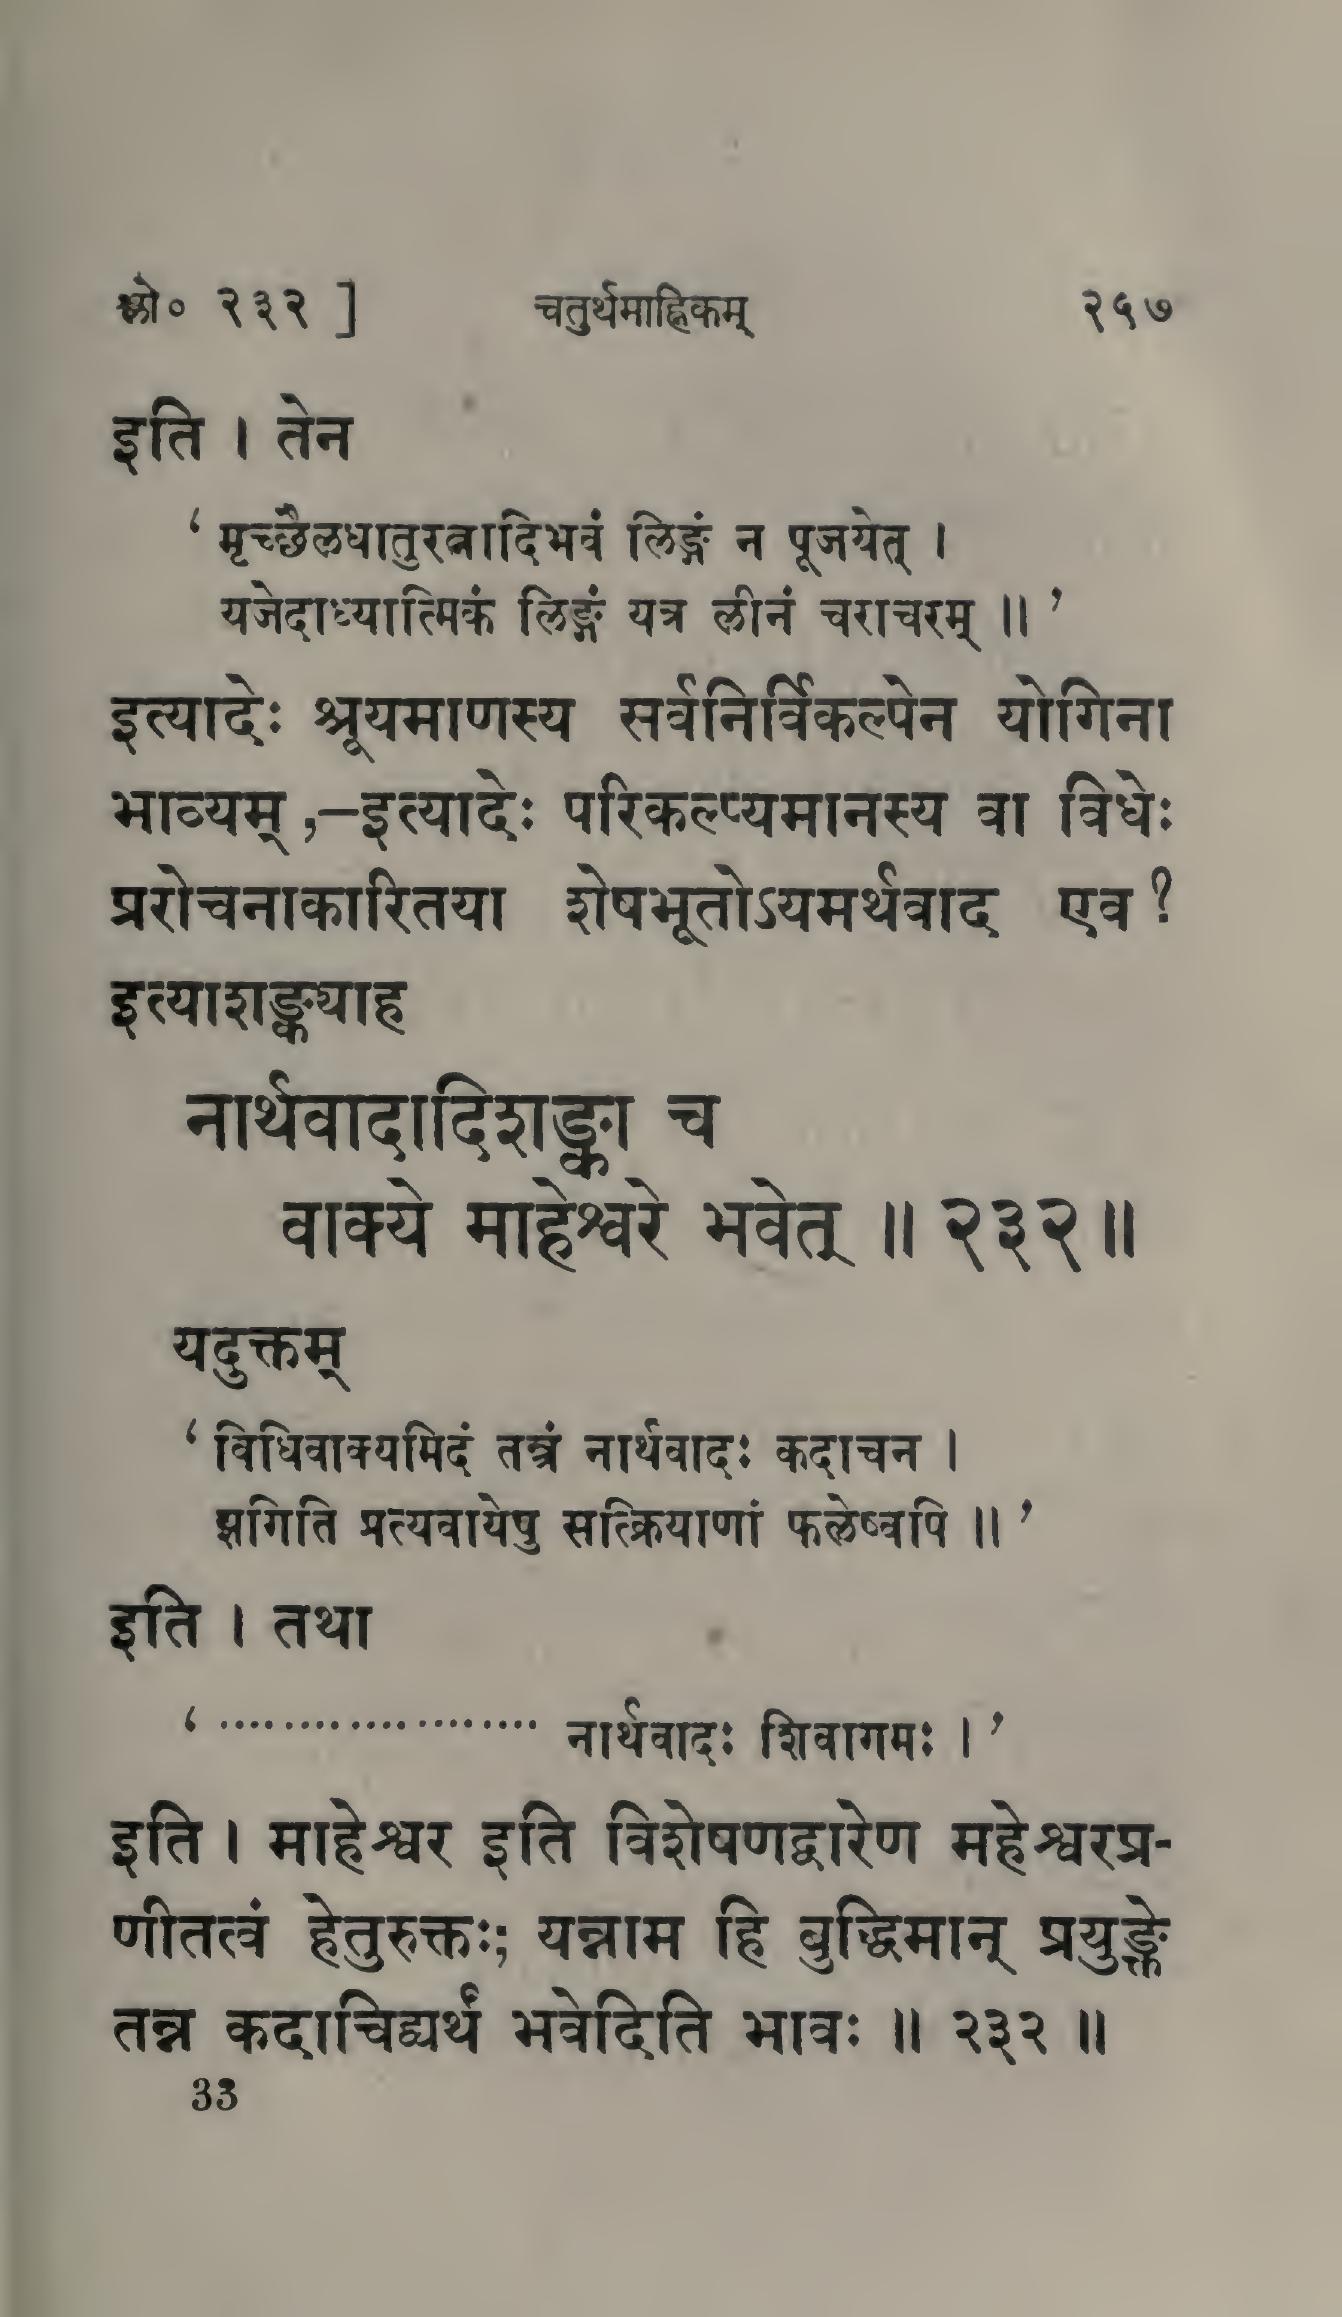 श्लो० २३२ ] चतुर्थमाह्निकम् २५७
इति । तेन
‘ मृच्छैलधातुरत्नादिभवं लिङ्गं न पूजयेत् ।
यजेदाध्यात्मिकं लिङ्गं यत्र लीनं चराचरम् ॥ ’
इत्यादेः श्रूयमाणस्य सर्वनिर्विकल्पेन योगिना
भाव्यम्,–इत्यादेः परिकल्प्यमानस्य वा विधेः
प्ररोचनाकारितया शेषभूतोऽयमर्थवाद एव ?
इत्याशङ्क्याह
नार्थवादादिशङ्का च
वाक्ये माहेश्वरे भवेत् ॥ २३२ ॥
यदुक्तम्
‘ विधिवाक्यमिदं तन्त्रं नार्थवादः कदाचन ।
झगिति प्रत्यवायेषु सत्क्रियाणां फलेष्वपि ॥ ’
इति । तथा
‘ ····················· नार्थवादः शिवागमः । ’
इति । माहेश्वर इति विशेषणद्वारेण महेश्वरप्र-
णीतत्वं हेतुरुक्तः; यन्नाम हि बुद्धिमान् प्रयुङ्क्ते
तन्न कदाचिद्व्यर्थं भवेदिति भावः ॥ २३२ ॥
33